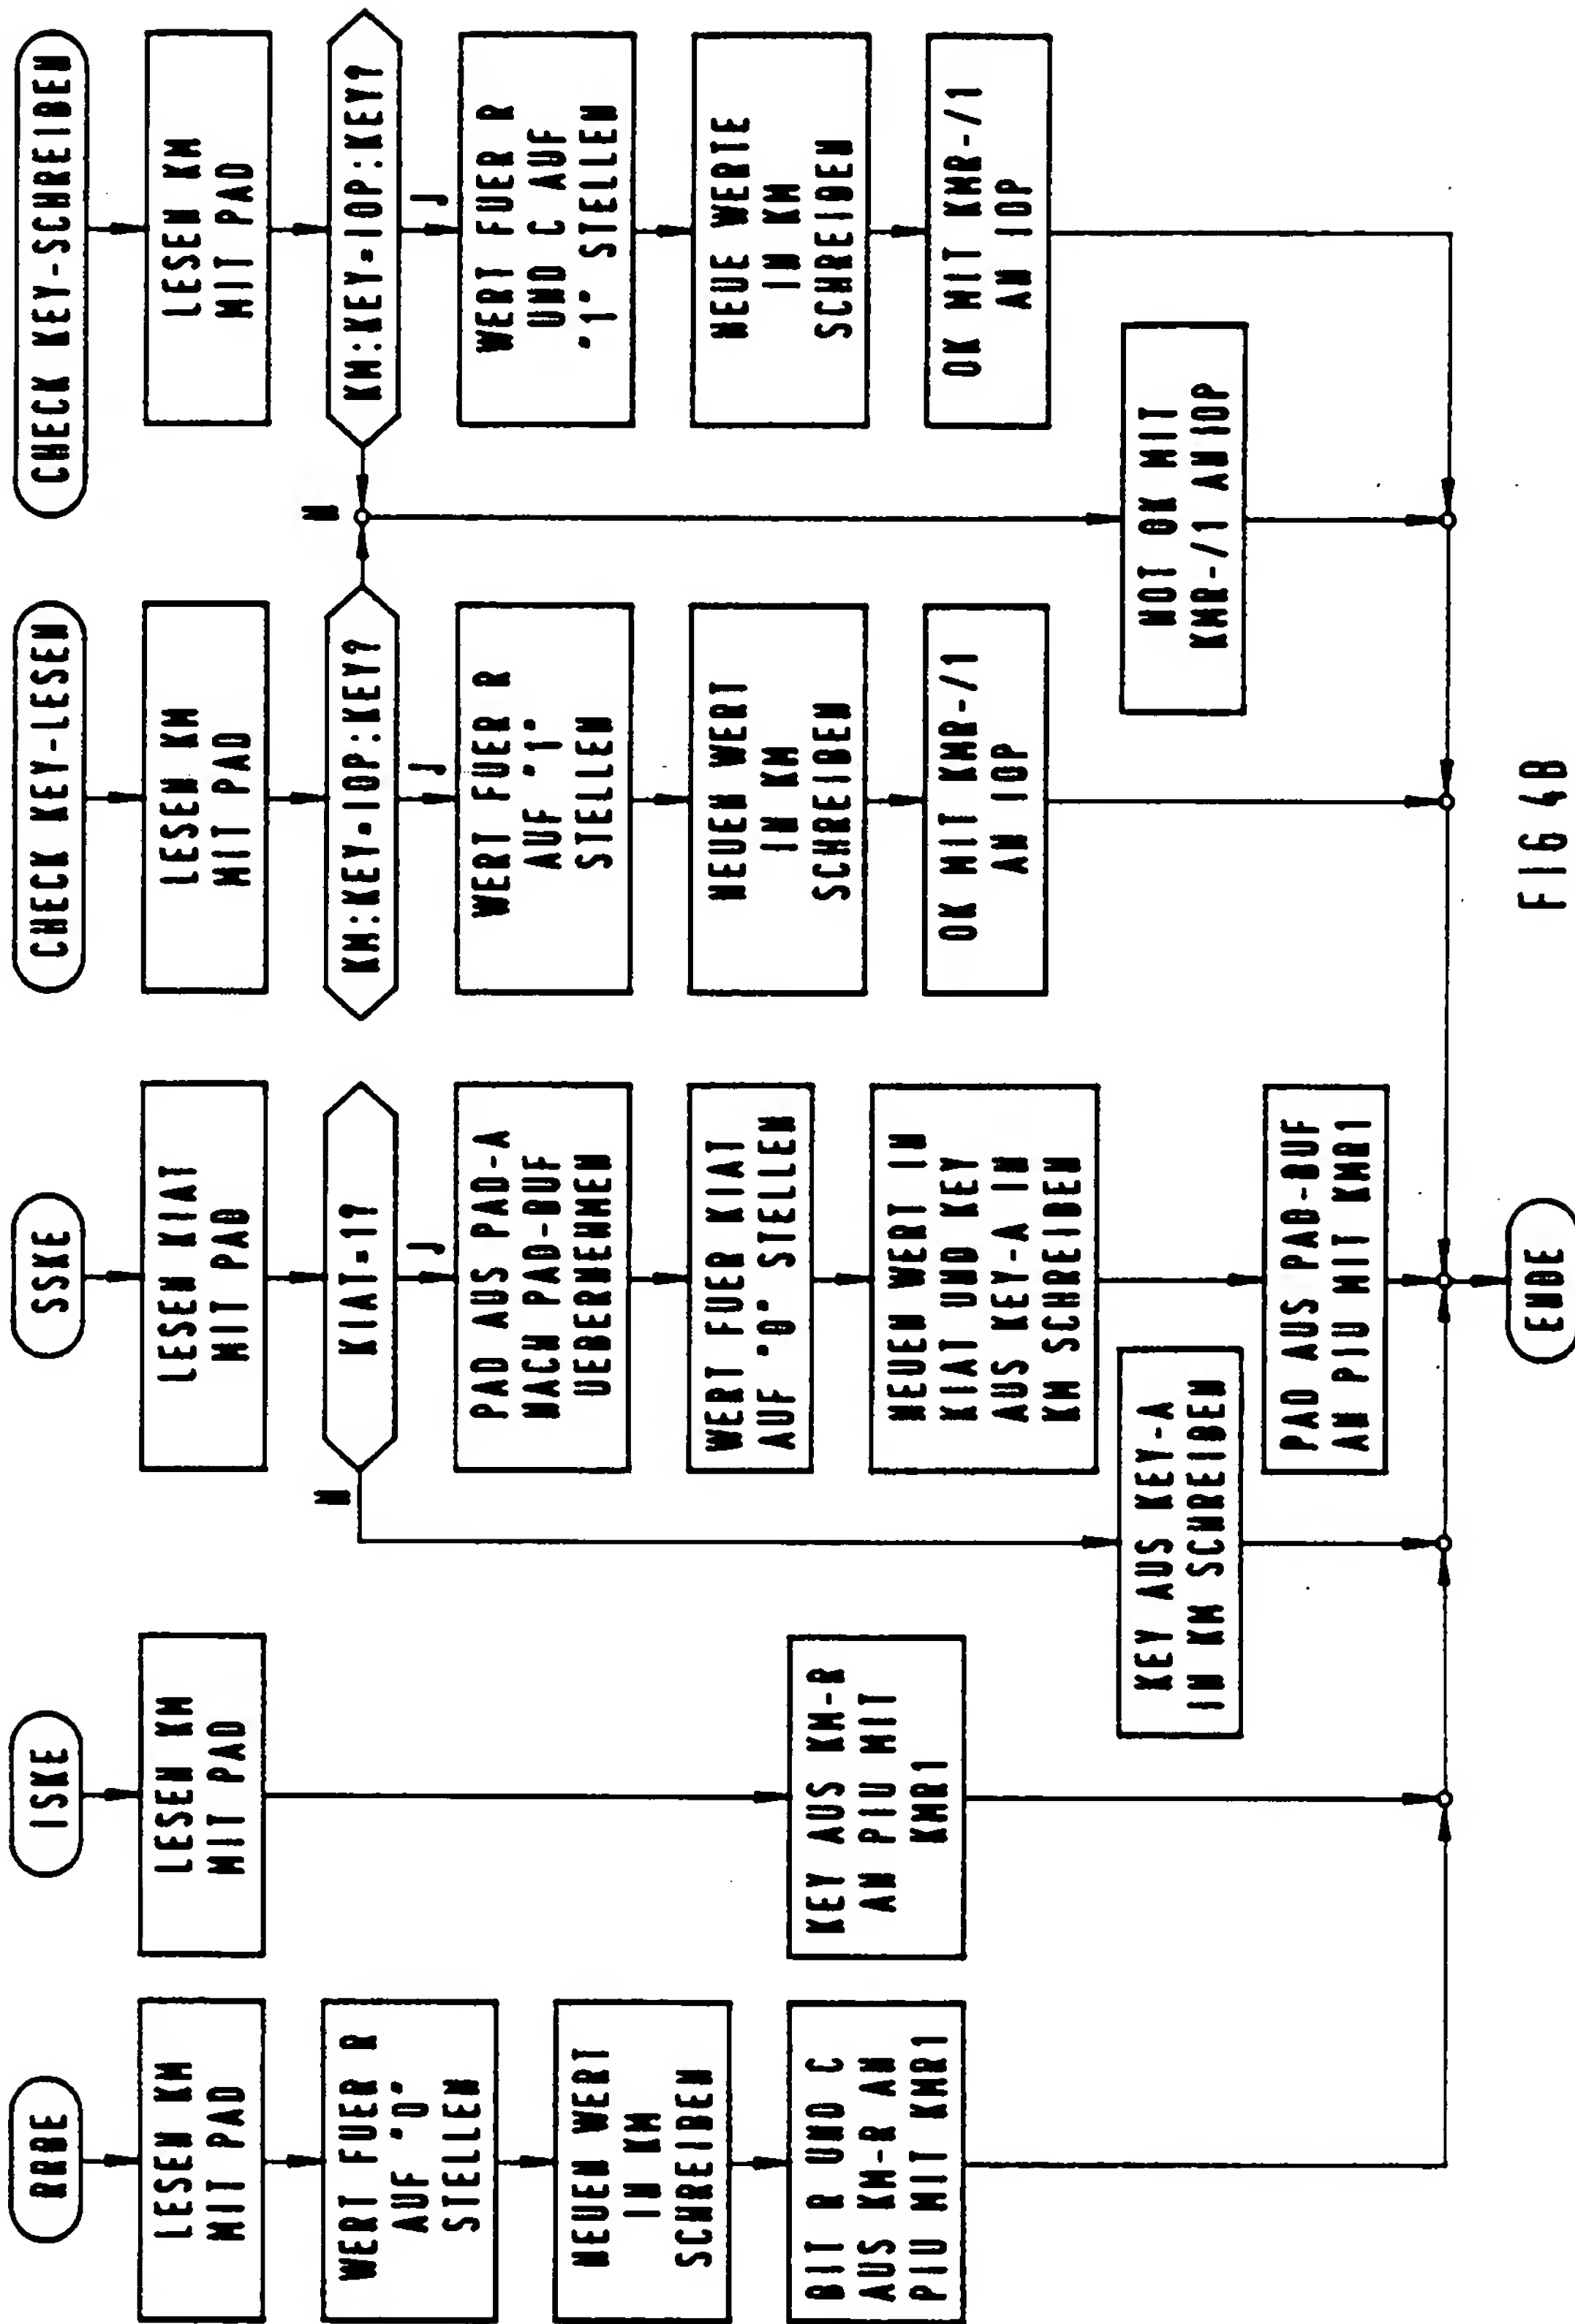 RRBE
LESEN KM
MIT PAD
WERT FUER R
AUF "0"
STELLEN
NEUEN WERT
IN KM
SCHREIBEN
BIT R UND C
AUS KM-R AN
PIU MIT KMR1
ISKE
LESEN KM
MIT PAD
KEY AUS KM-R
AN PIU MIT
KMR1
SSKE
LESEN KIAT
MIT PAD
KIAT=1?
N
J
PAD AUS PAD-A
NACH PAD-BUF
UEBERNEHMEN
WERT FUER KIAT
AUF "0" STELLEN
NEUEN WERT IN
KIAT UND KEY
AUS KEY-A IN
KM SCHREIBEN
KEY AUS KEY-A
IN KM SCHREIBEN
PAD AUS PAD-BUF
AN PIU MIT KMR1
CHECK KEY-LESEN
LESEN KM
MIT PAD
KM:KEY=IOP:KEY?
J
WERT FUER R
AUF "1"
STELLEN
NEUEN WERT
IN KM
SCHREIBEN
OK MIT KMR-/1
AN IOP
N
NOT OK MIT
KMR-/1 AN IOP
CHECK KEY-SCHREIBEN
LESEN KM
MIT PAD
KM:KEY=IOP:KEY?
J
WERT FUER R
UND C AUF
"1" STELLEN
NEUE WERTE
IN KM
SCHREIBEN
OK MIT KMR-/1
AN IOP
ENDE
FIG 4B